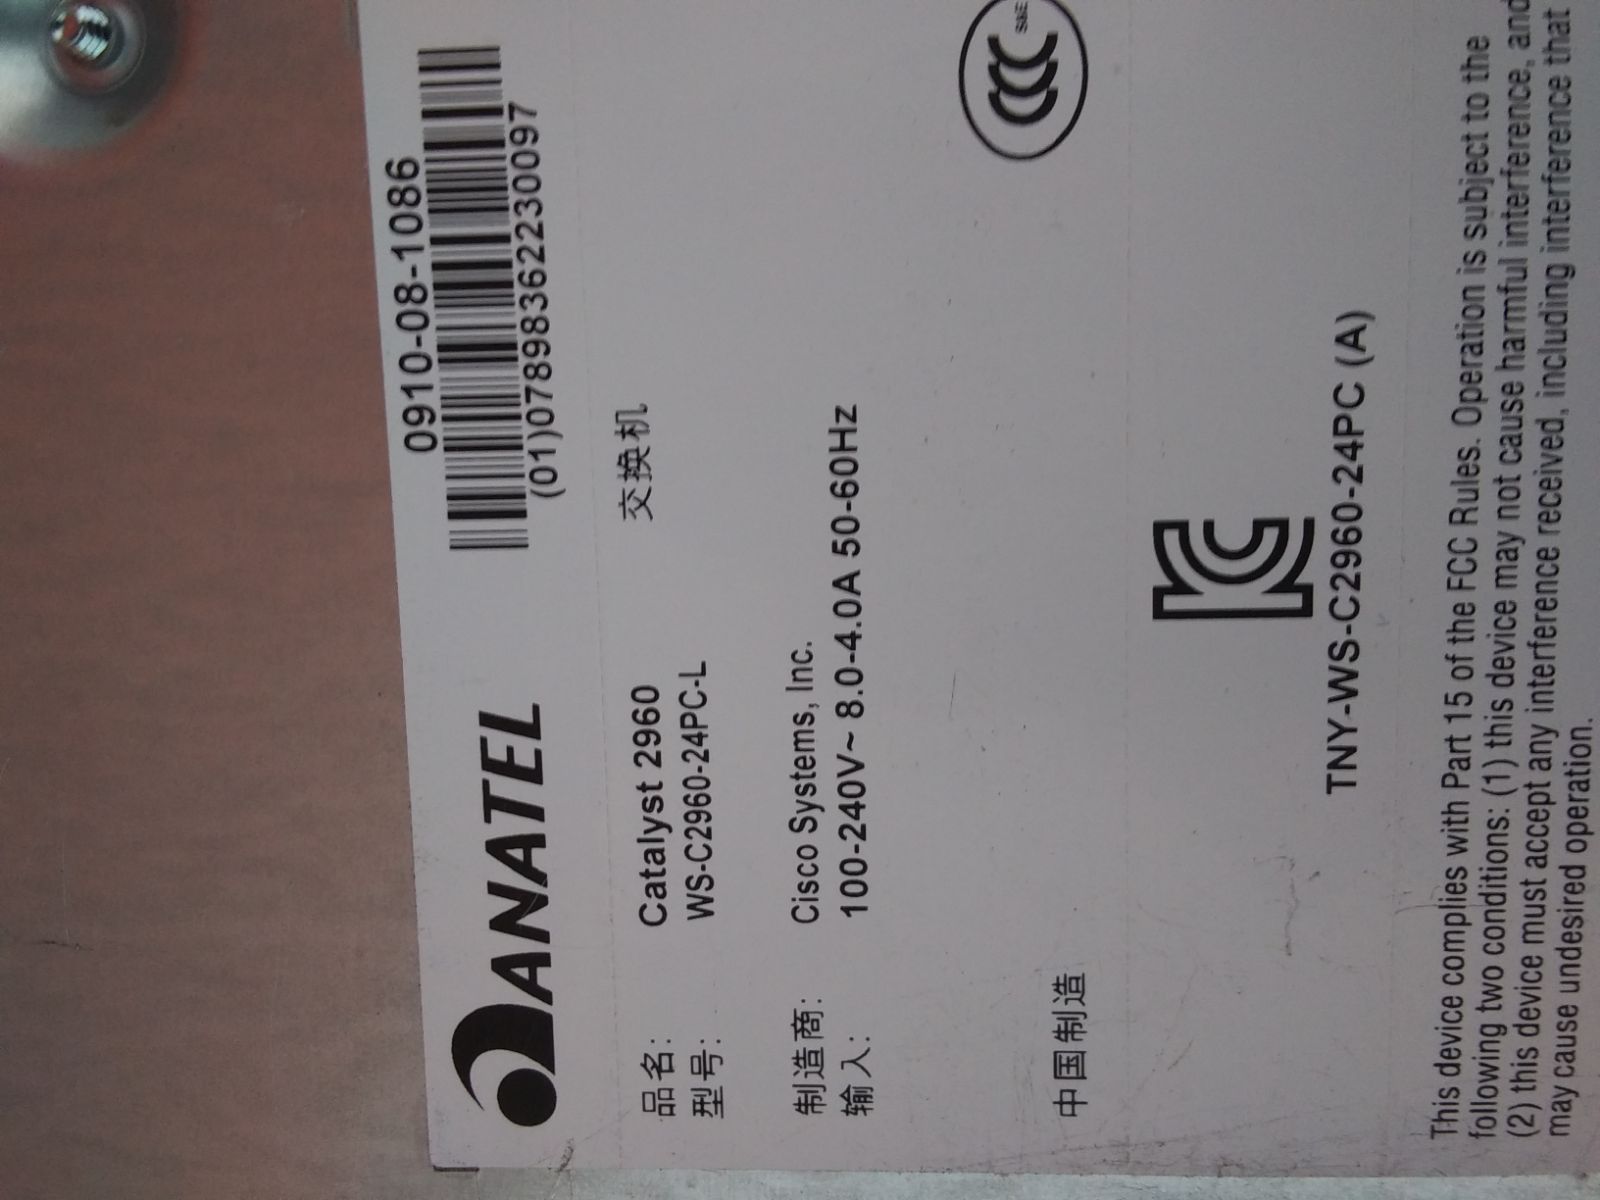 ANATEL
0910-08-1086
(01)07898362230097
品名: Catalyst 2960 交换机
型号: WS-C2960-24PC-L
制造商: Cisco Systems, Inc.
输入: 100-240V~ 8.0-4.0A 50-60Hz
中国制造
CCC
S&E
KC
TNY-WS-C2960-24PC (A)
This device complies with Part 15 of the FCC Rules. Operation is subject to the
following two conditions: (1) this device may not cause harmful interference, and
(2) this device must accept any interference received, including interference that
may cause undesired operation.